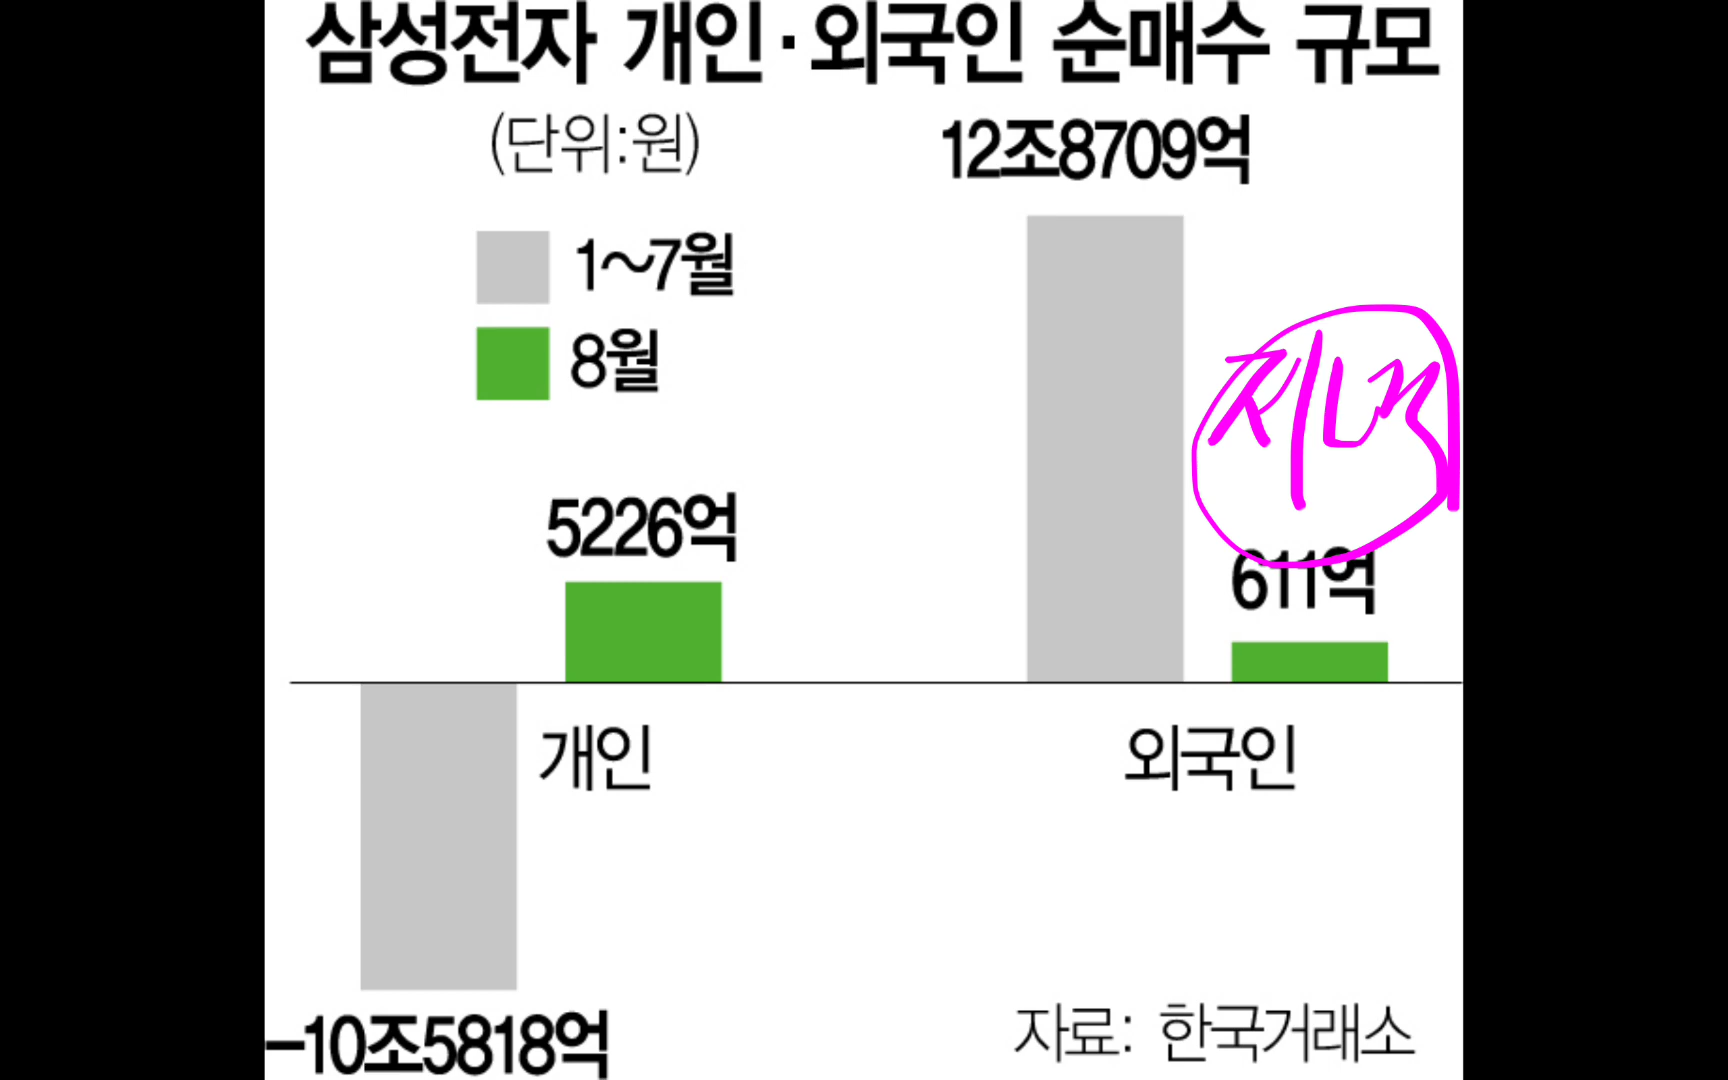 삼성전자 개인·외국인 순매수 규모
(단위:원)
12조8709억
1~7월
8월
5226억
611억
개인
외국인
-10조5818억
자료: 한국거래소